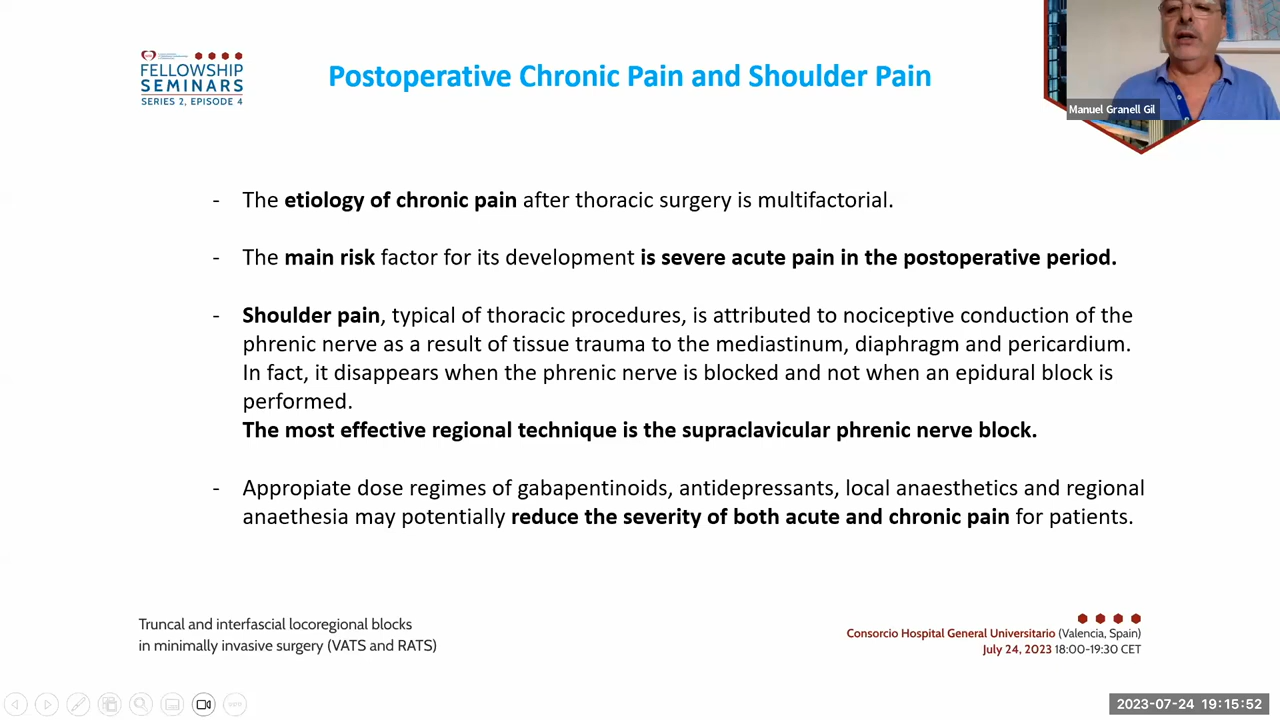 FELLOWSHIP
SEMINARS
SERIES 2, EPISODE 4
Postoperative Chronic Pain and Shoulder Pain
Manuel Granell Gil
- The etiology of chronic pain after thoracic surgery is multifactorial.
- The main risk factor for its development is severe acute pain in the postoperative period.
- Shoulder pain, typical of thoracic procedures, is attributed to nociceptive conduction of the
phrenic nerve as a result of tissue trauma to the mediastinum, diaphragm and pericardium.
In fact, it disappears when the phrenic nerve is blocked and not when an epidural block is
performed.
The most effective regional technique is the supraclavicular phrenic nerve block.
- Appropiate dose regimes of gabapentinoids, antidepressants, local anaesthetics and regional
anaethesia may potentially reduce the severity of both acute and chronic pain for patients.
Truncal and interfascial locoregional blocks
in minimally invasive surgery (VATS and RATS)
Consorcio Hospital General Universitario (Valencia, Spain)
July 24, 2023 18:00-19:30 CET
2023-07-24 19:15:52